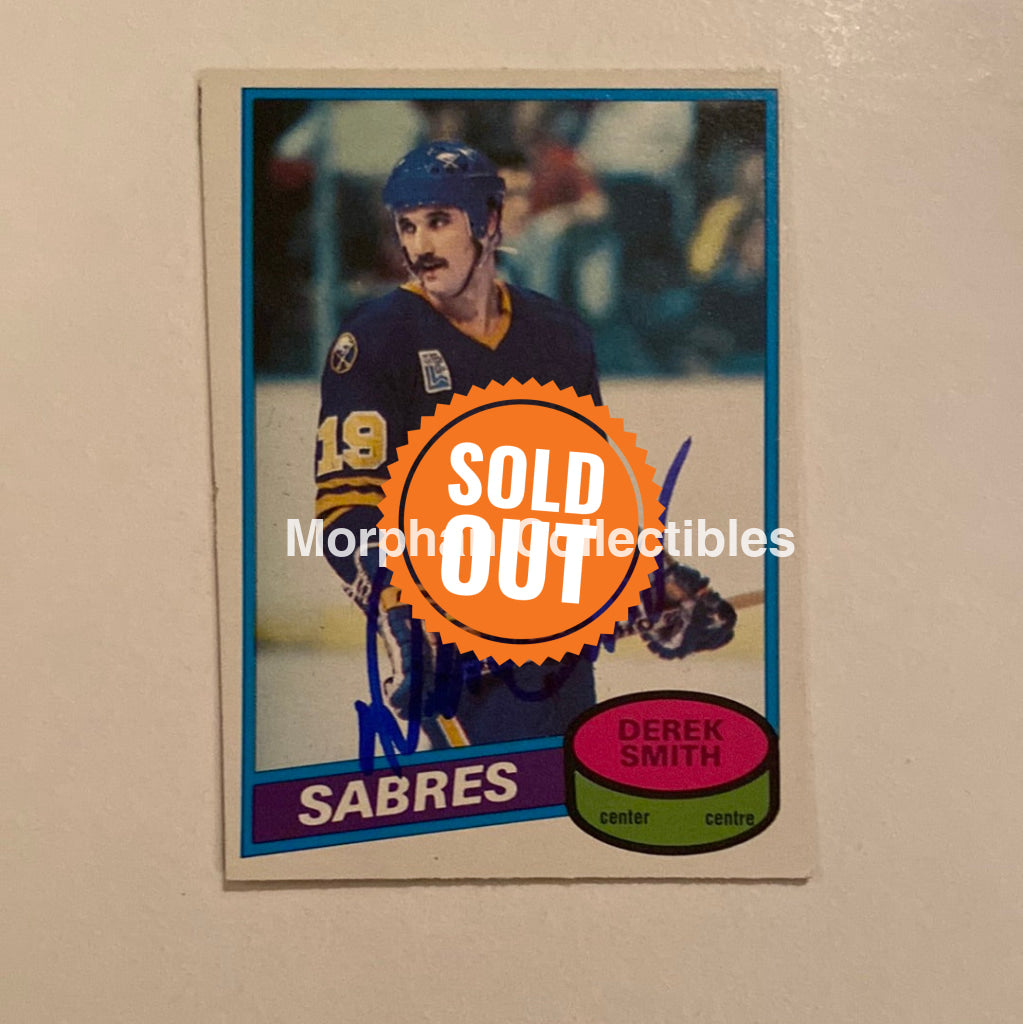 19
SOLD
OUT
Morphan Collectibles
DEREK
SMITH
center centre
SABRES